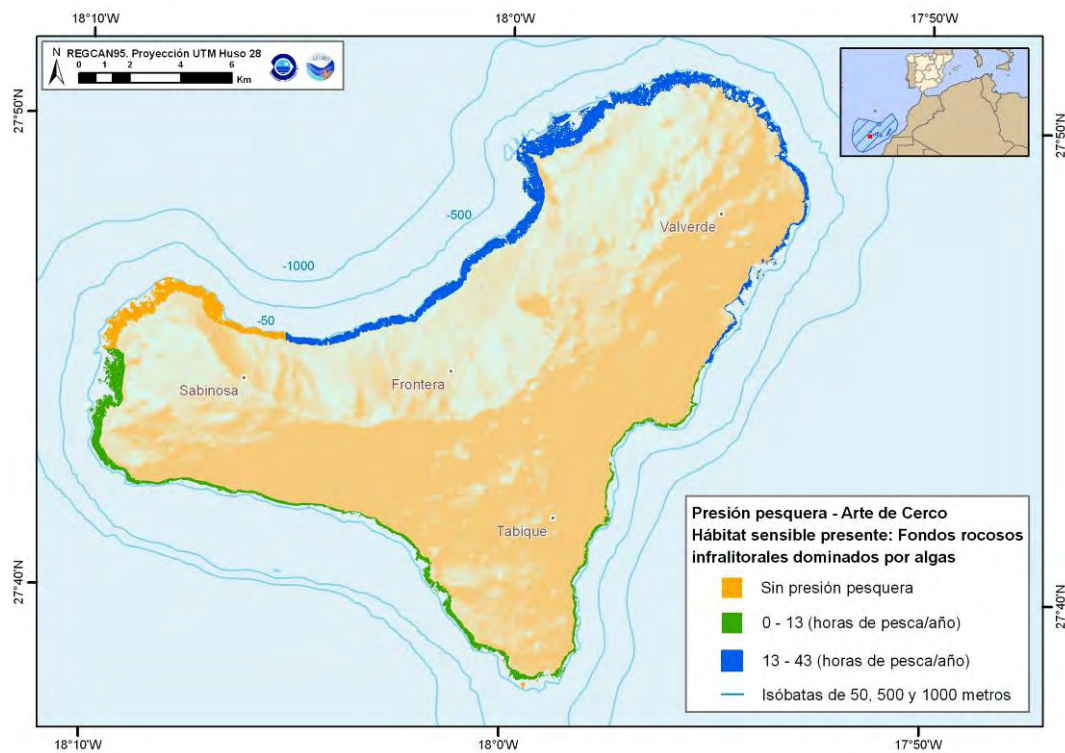 18°10'W
18°0'W
17°50'W
N
REGCAN95. Proyección UTM Huso 28
0 1 2 4 6
Km
27°50'N
27°50'N
-500
Valverde
-1000
-50
Sabinosa
Frontera
Tabique
27°40'N
27°40'N
Presión pesquera - Arte de Cerco
Hábitat sensible presente: Fondos rocosos
infralitorales dominados por algas
Sin presión pesquera
0 - 13 (horas de pesca/año)
13 - 43 (horas de pesca/año)
Isóbatas de 50, 500 y 1000 metros
18°10'W
18°0'W
17°50'W